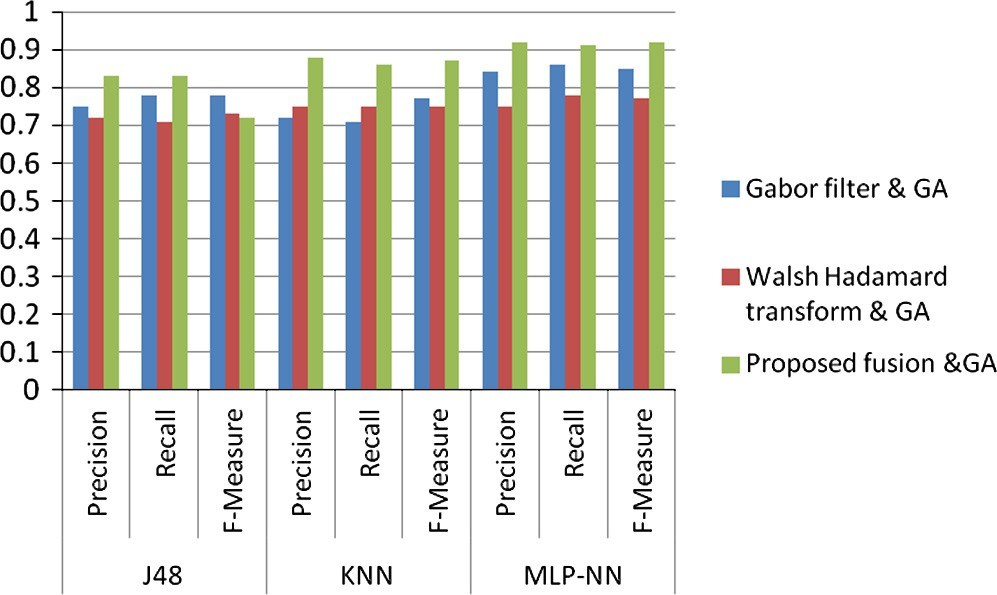 1
0.9
0.8
0.7
0.6
0.5
0.4
0.3
0.2
0.1
0
Precision
Recall
F-Measure
Precision
Recall
F-Measure
Precision
Recall
F-Measure
J48
KNN
MLP-NN
Gabor filter & GA
Walsh Hadamard
transform & GA
Proposed fusion &GA